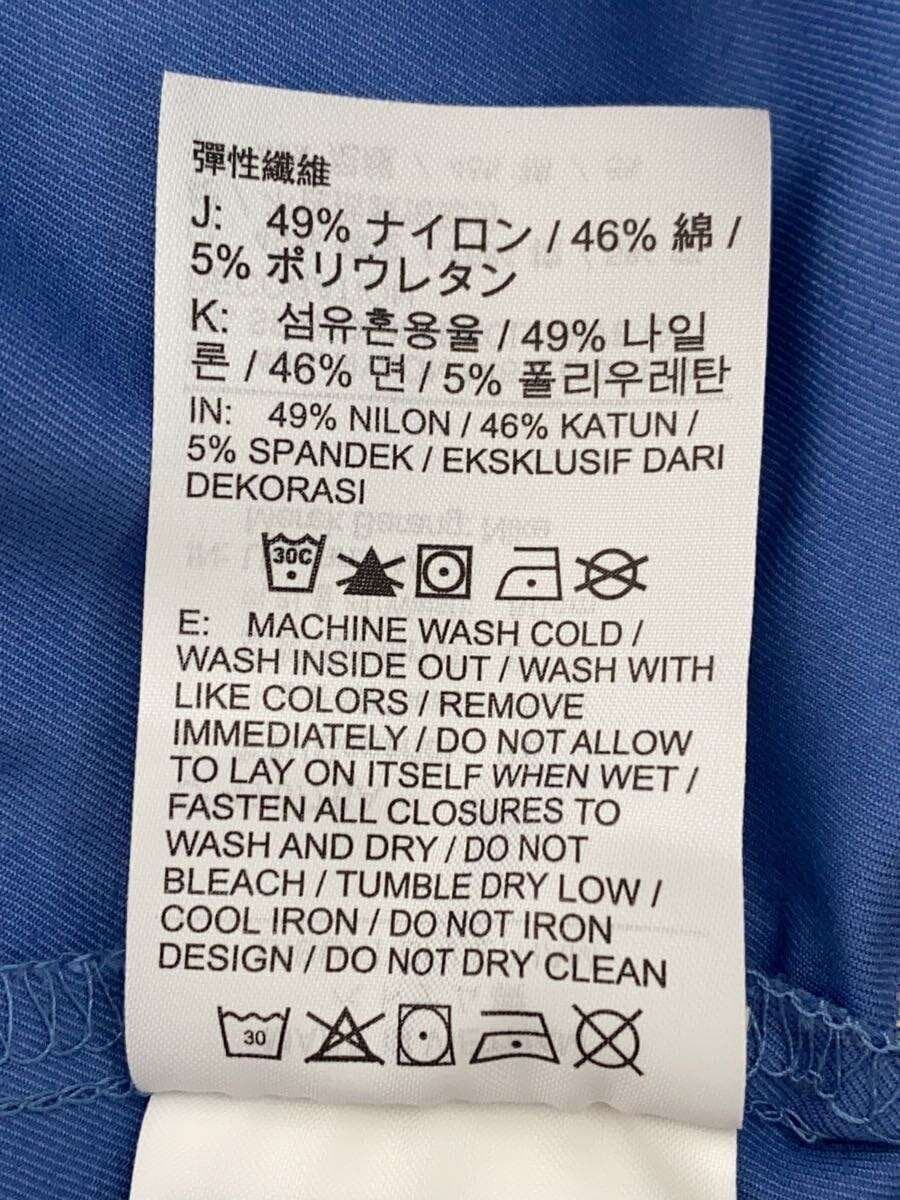 彈性纖維
J: 49% ナイロン / 46% 綿 /
5% ポリウレタン
K: 섬유혼용율 / 49% 나일
론 / 46% 면 / 5% 폴리우레탄
IN: 49% NILON / 46% KATUN /
5% SPANDEK / EKSKLUSIF DARI
DEKORASI
30C
E: MACHINE WASH COLD /
WASH INSIDE OUT / WASH WITH
LIKE COLORS / REMOVE
IMMEDIATELY / DO NOT ALLOW
TO LAY ON ITSELF WHEN WET /
FASTEN ALL CLOSURES TO
WASH AND DRY / DO NOT
BLEACH / TUMBLE DRY LOW /
COOL IRON / DO NOT IRON
DESIGN / DO NOT DRY CLEAN
30